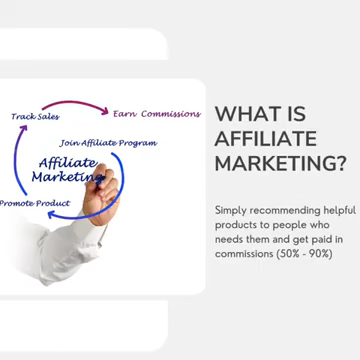 WHAT IS
AFFILIATE
MARKETING?
Simply recommending helpful
products to people who
needs them and get paid in
commissions (50% - 90%)
Track Sales
Earn Commissions
Join Affiliate Program
Affiliate
Marketing
Promote Product